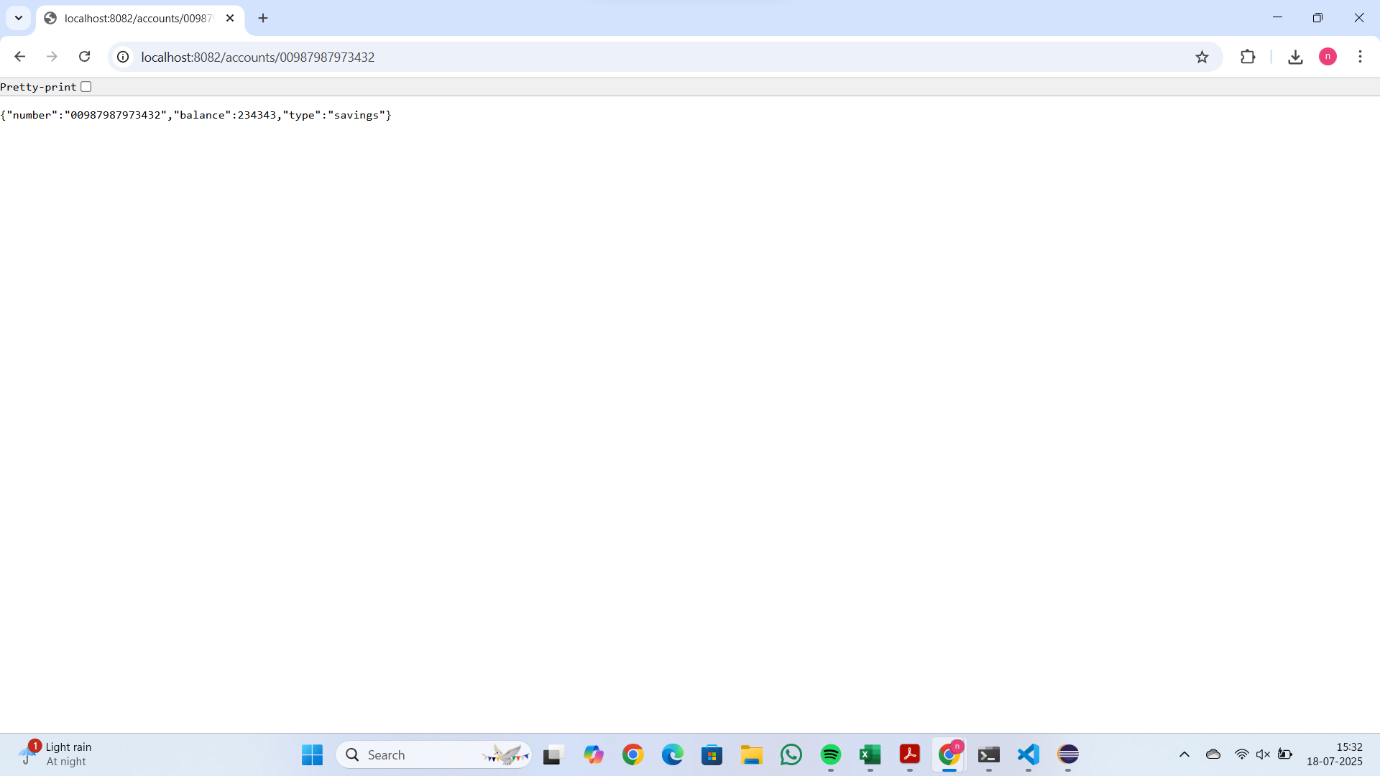 localhost:8082/accounts/00987
localhost:8082/accounts/00987987973432
n
Pretty-print
{"number":"00987987973432","balance":234343,"type":"savings"}
1
Light rain
At night
Search
n
15:32
18-07-2025